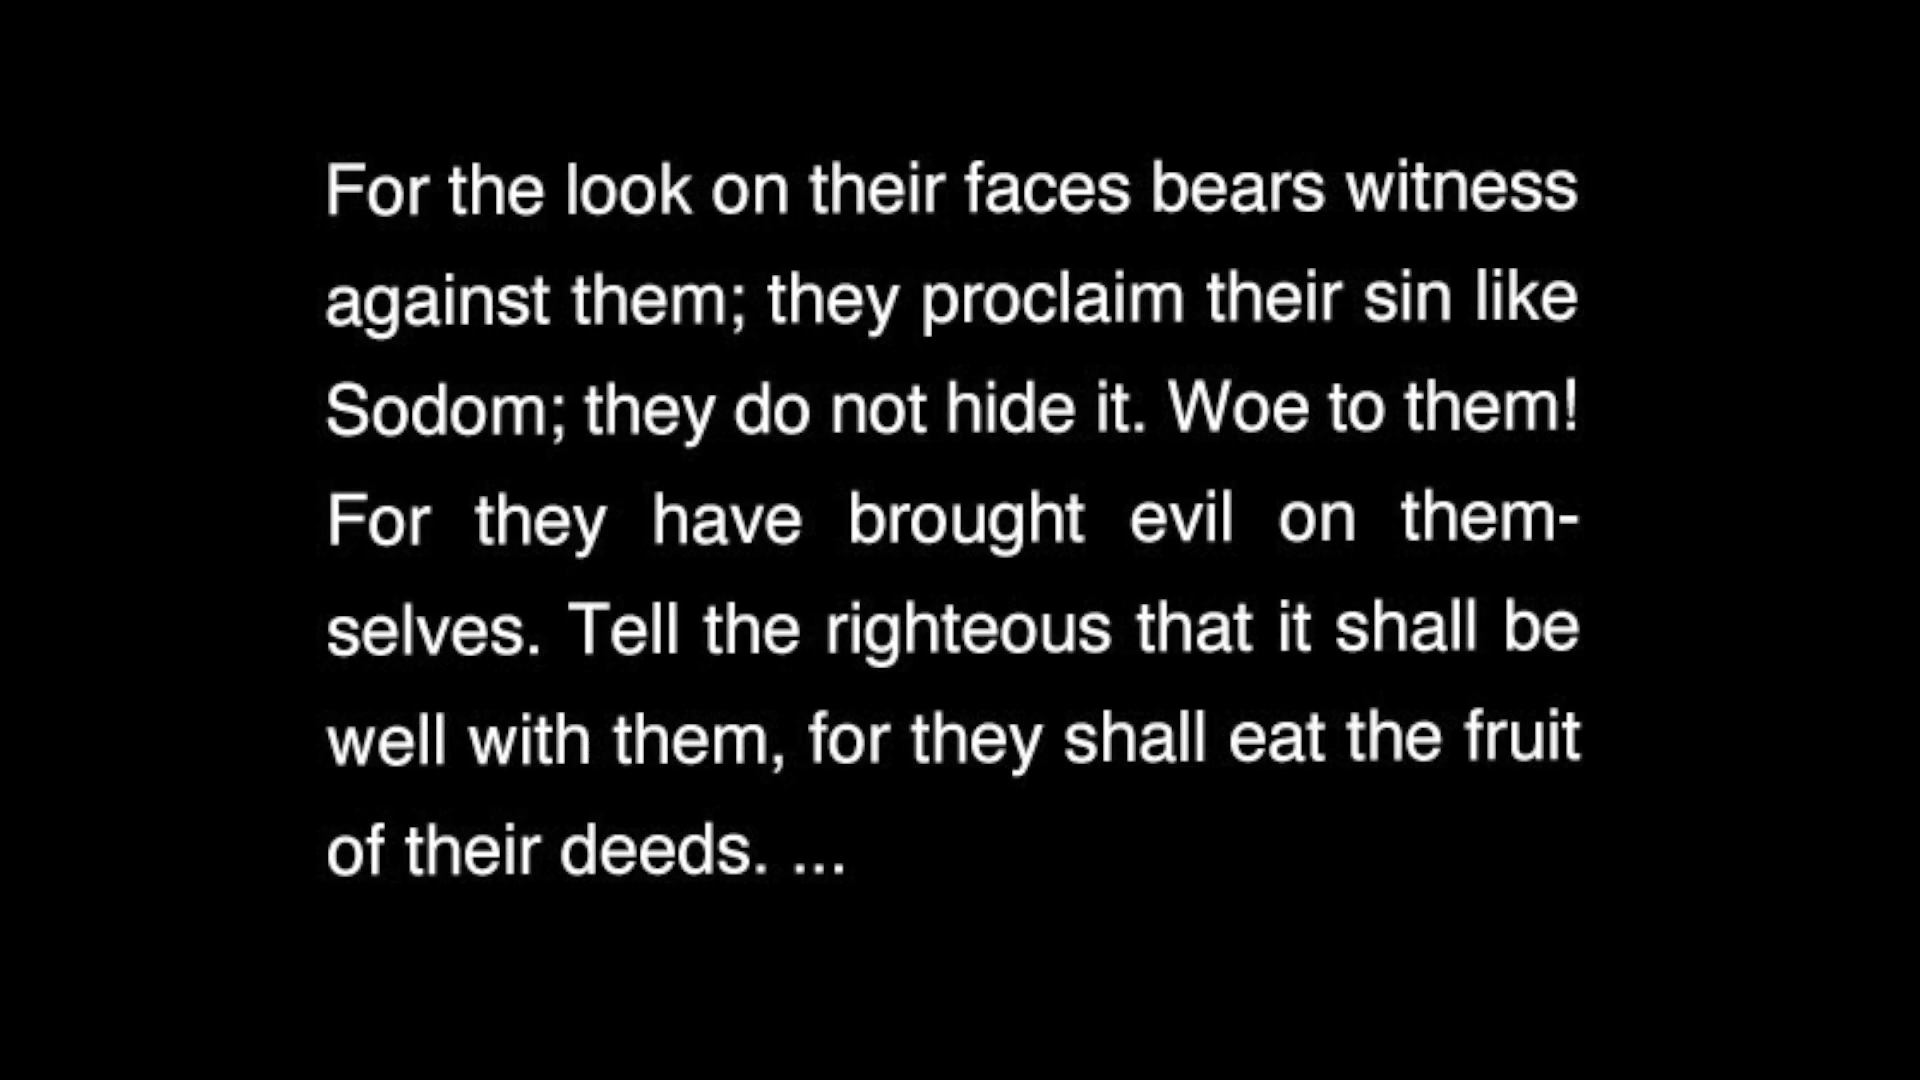 For the look on their faces bears witness
against them; they proclaim their sin like
Sodom; they do not hide it. Woe to them!
For they have brought evil on them-
selves. Tell the righteous that it shall be
well with them, for they shall eat the fruit
of their deeds. ...